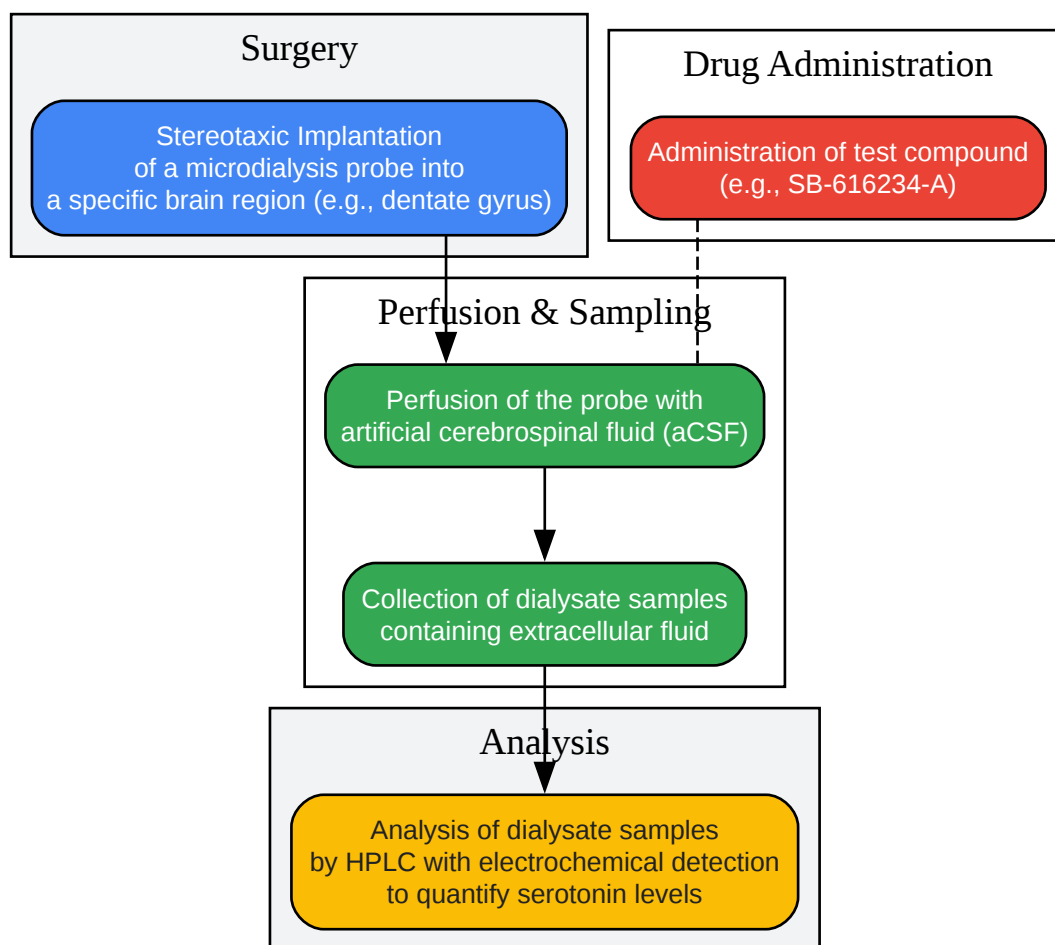 Surgery
Stereotaxic Implantation
of a microdialysis probe into
a specific brain region (e.g., dentate gyrus)
Drug Administration
Administration of test compound
(e.g., SB-616234-A)
Perfusion & Sampling
Perfusion of the probe with
artificial cerebrospinal fluid (aCSF)
Collection of dialysate samples
containing extracellular fluid
Analysis
Analysis of dialysate samples
by HPLC with electrochemical detection
to quantify serotonin levels